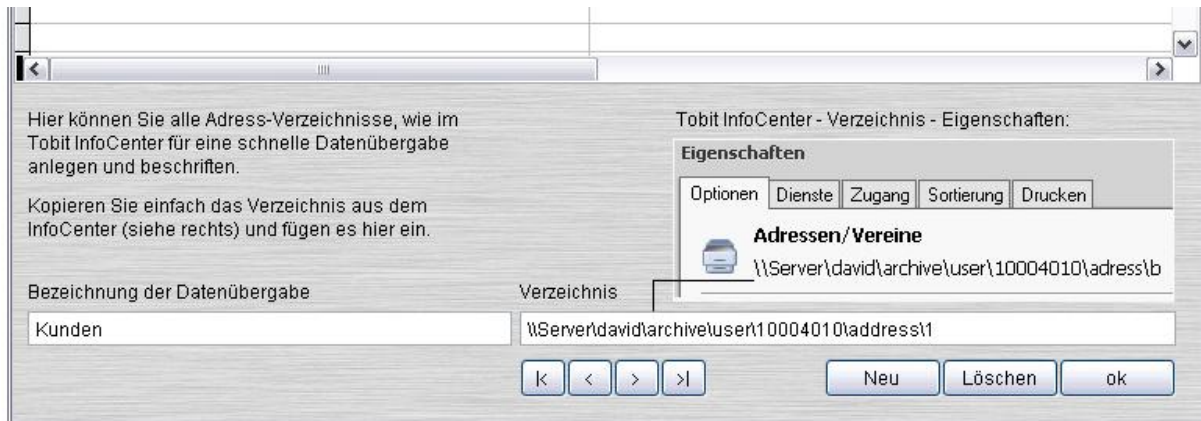 Hier können Sie alle Adress-Verzeichnisse, wie im
Tobit InfoCenter für eine schnelle Datenübergabe
anlegen und beschriften.
Kopieren Sie einfach das Verzeichnis aus dem
InfoCenter (siehe rechts) und fügen es hier ein.
Tobit InfoCenter - Verzeichnis - Eigenschaften:
Eigenschaften
Optionen Dienste Zugang Sortierung Drucken
Adressen/Vereine
\\Server\david\archive\user\10004010\adress\b
Bezeichnung der Datenübergabe
Verzeichnis
Kunden
\\Server\david\archive\user\10004010\address\1
|< < > >|
Neu Löschen ok